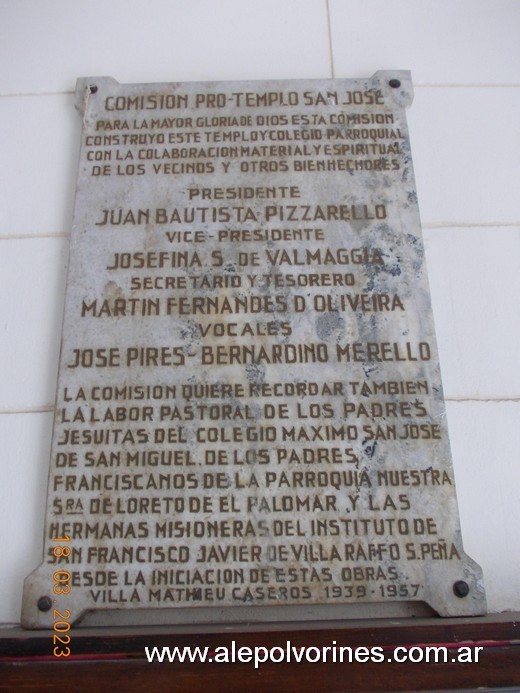 COMISION PRO-TEMPLO SAN JOSE
PARA LA MAYOR GLORIA DE DIOS ESTA COMISION
CONSTRUYO ESTE TEMPLO Y COLEGIO PARROQUIAL
CON LA COLABORACION MATERIAL Y ESPIRITUAL
DE LOS VECINOS Y OTROS BIENHECHORES
PRESIDENTE
JUAN BAUTISTA PIZZARELLO
VICE-PRESIDENTE
JOSEFINA S. DE VALMAGGIA
SECRETARIO Y TESORERO
MARTIN FERNANDES D'OLIVEIRA
VOCALES
JOSE PIRES - BERNARDINO MERELLO
LA COMISION QUIERE RECORDAR TAMBIEN
LA LABOR PASTORAL DE LOS PADRES
JESUITAS DEL COLEGIO MAXIMO SAN JOSE
DE SAN MIGUEL DE LOS PADRES
FRANCISCANOS DE LA PARROQUIA NUESTRA
SRA DE LORETO DE EL PALOMAR Y LAS
HERMANAS MISIONERAS DEL INSTITUTO DE
SAN FRANCISCO JAVIER DE VILLA RAFFO S. PEÑA
DESDE LA INICIACION DE ESTAS OBRAS.
VILLA MATHIEU CASEROS 1939-1957
18 02 2023
www.alepolvorines.com.ar